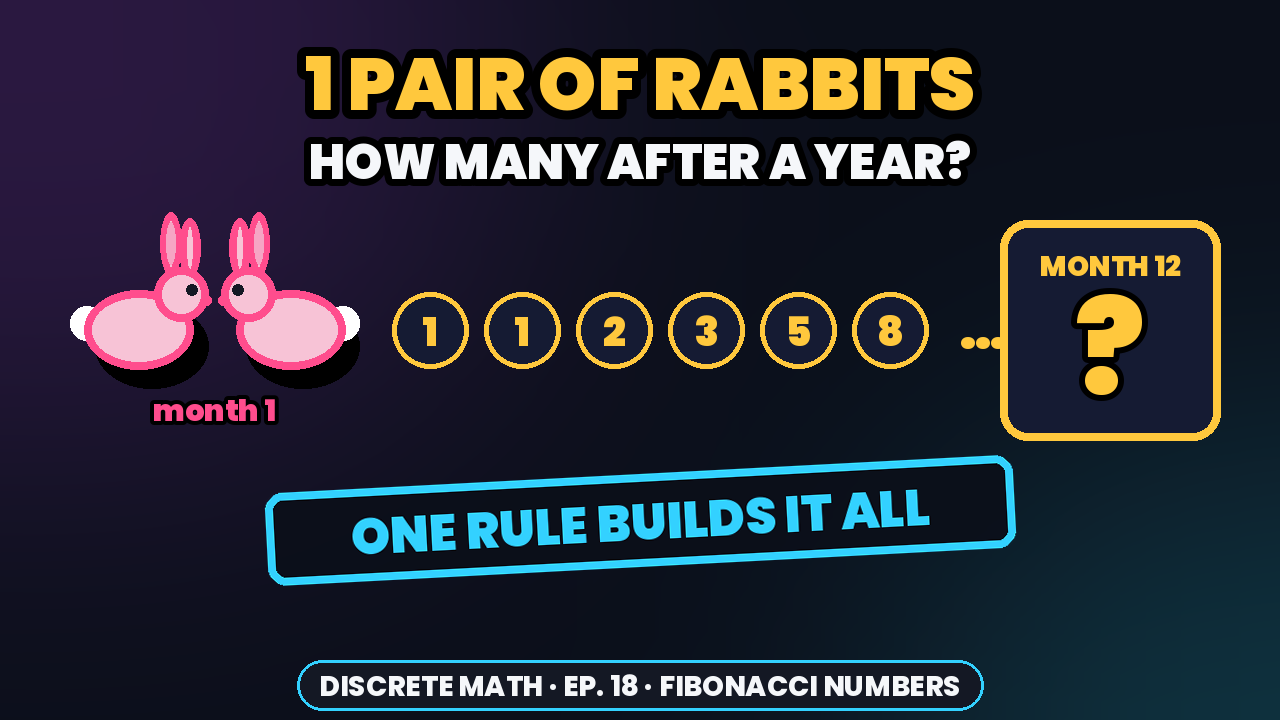 1 PAIR OF RABBITS
HOW MANY AFTER A YEAR?
1 1 2 3 5 8 ...
MONTH 12
?
month 1
ONE RULE BUILDS IT ALL
DISCRETE MATH · EP. 18 · FIBONACCI NUMBERS